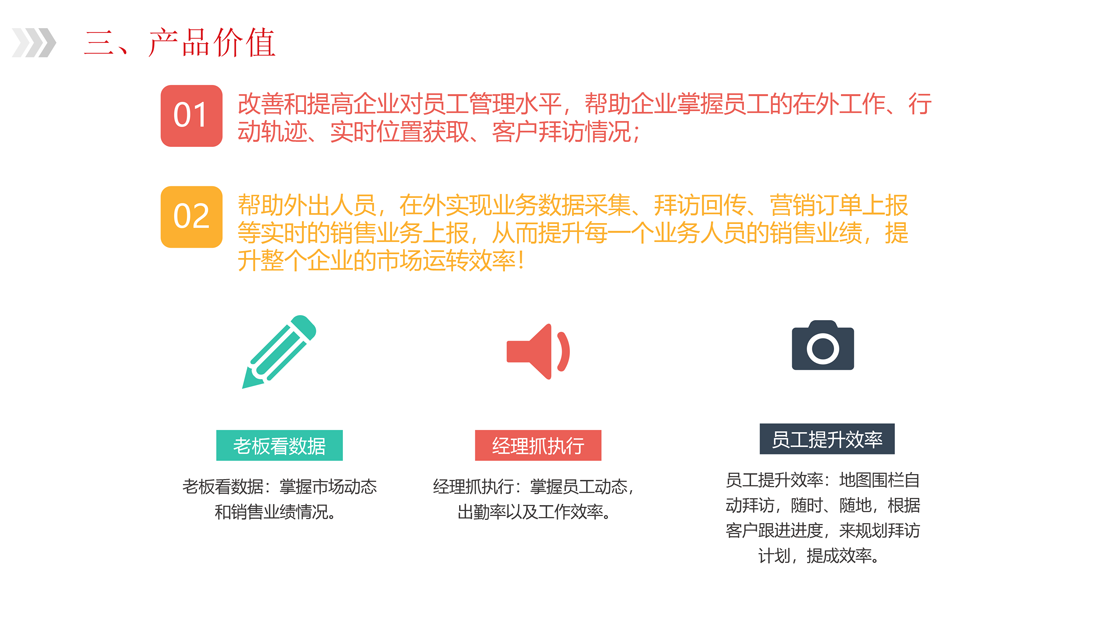 三、产品价值
01
改善和提高企业对员工管理水平，帮助企业掌握员工的在外工作、行
动轨迹、实时位置获取、客户拜访情况；
02
帮助外出人员，在外实现业务数据采集、拜访回传、营销订单上报
等实时的销售业务上报，从而提升每一个业务人员的销售业绩，提
升整个企业的市场运转效率！
老板看数据
老板看数据：掌握市场动态
和销售业绩情况。
经理抓执行
经理抓执行：掌握员工动态，
出勤率以及工作效率。
员工提升效率
员工提升效率：地图围栏自
动拜访，随时、随地，根据
客户跟进进度，来规划拜访
计划，提成效率。